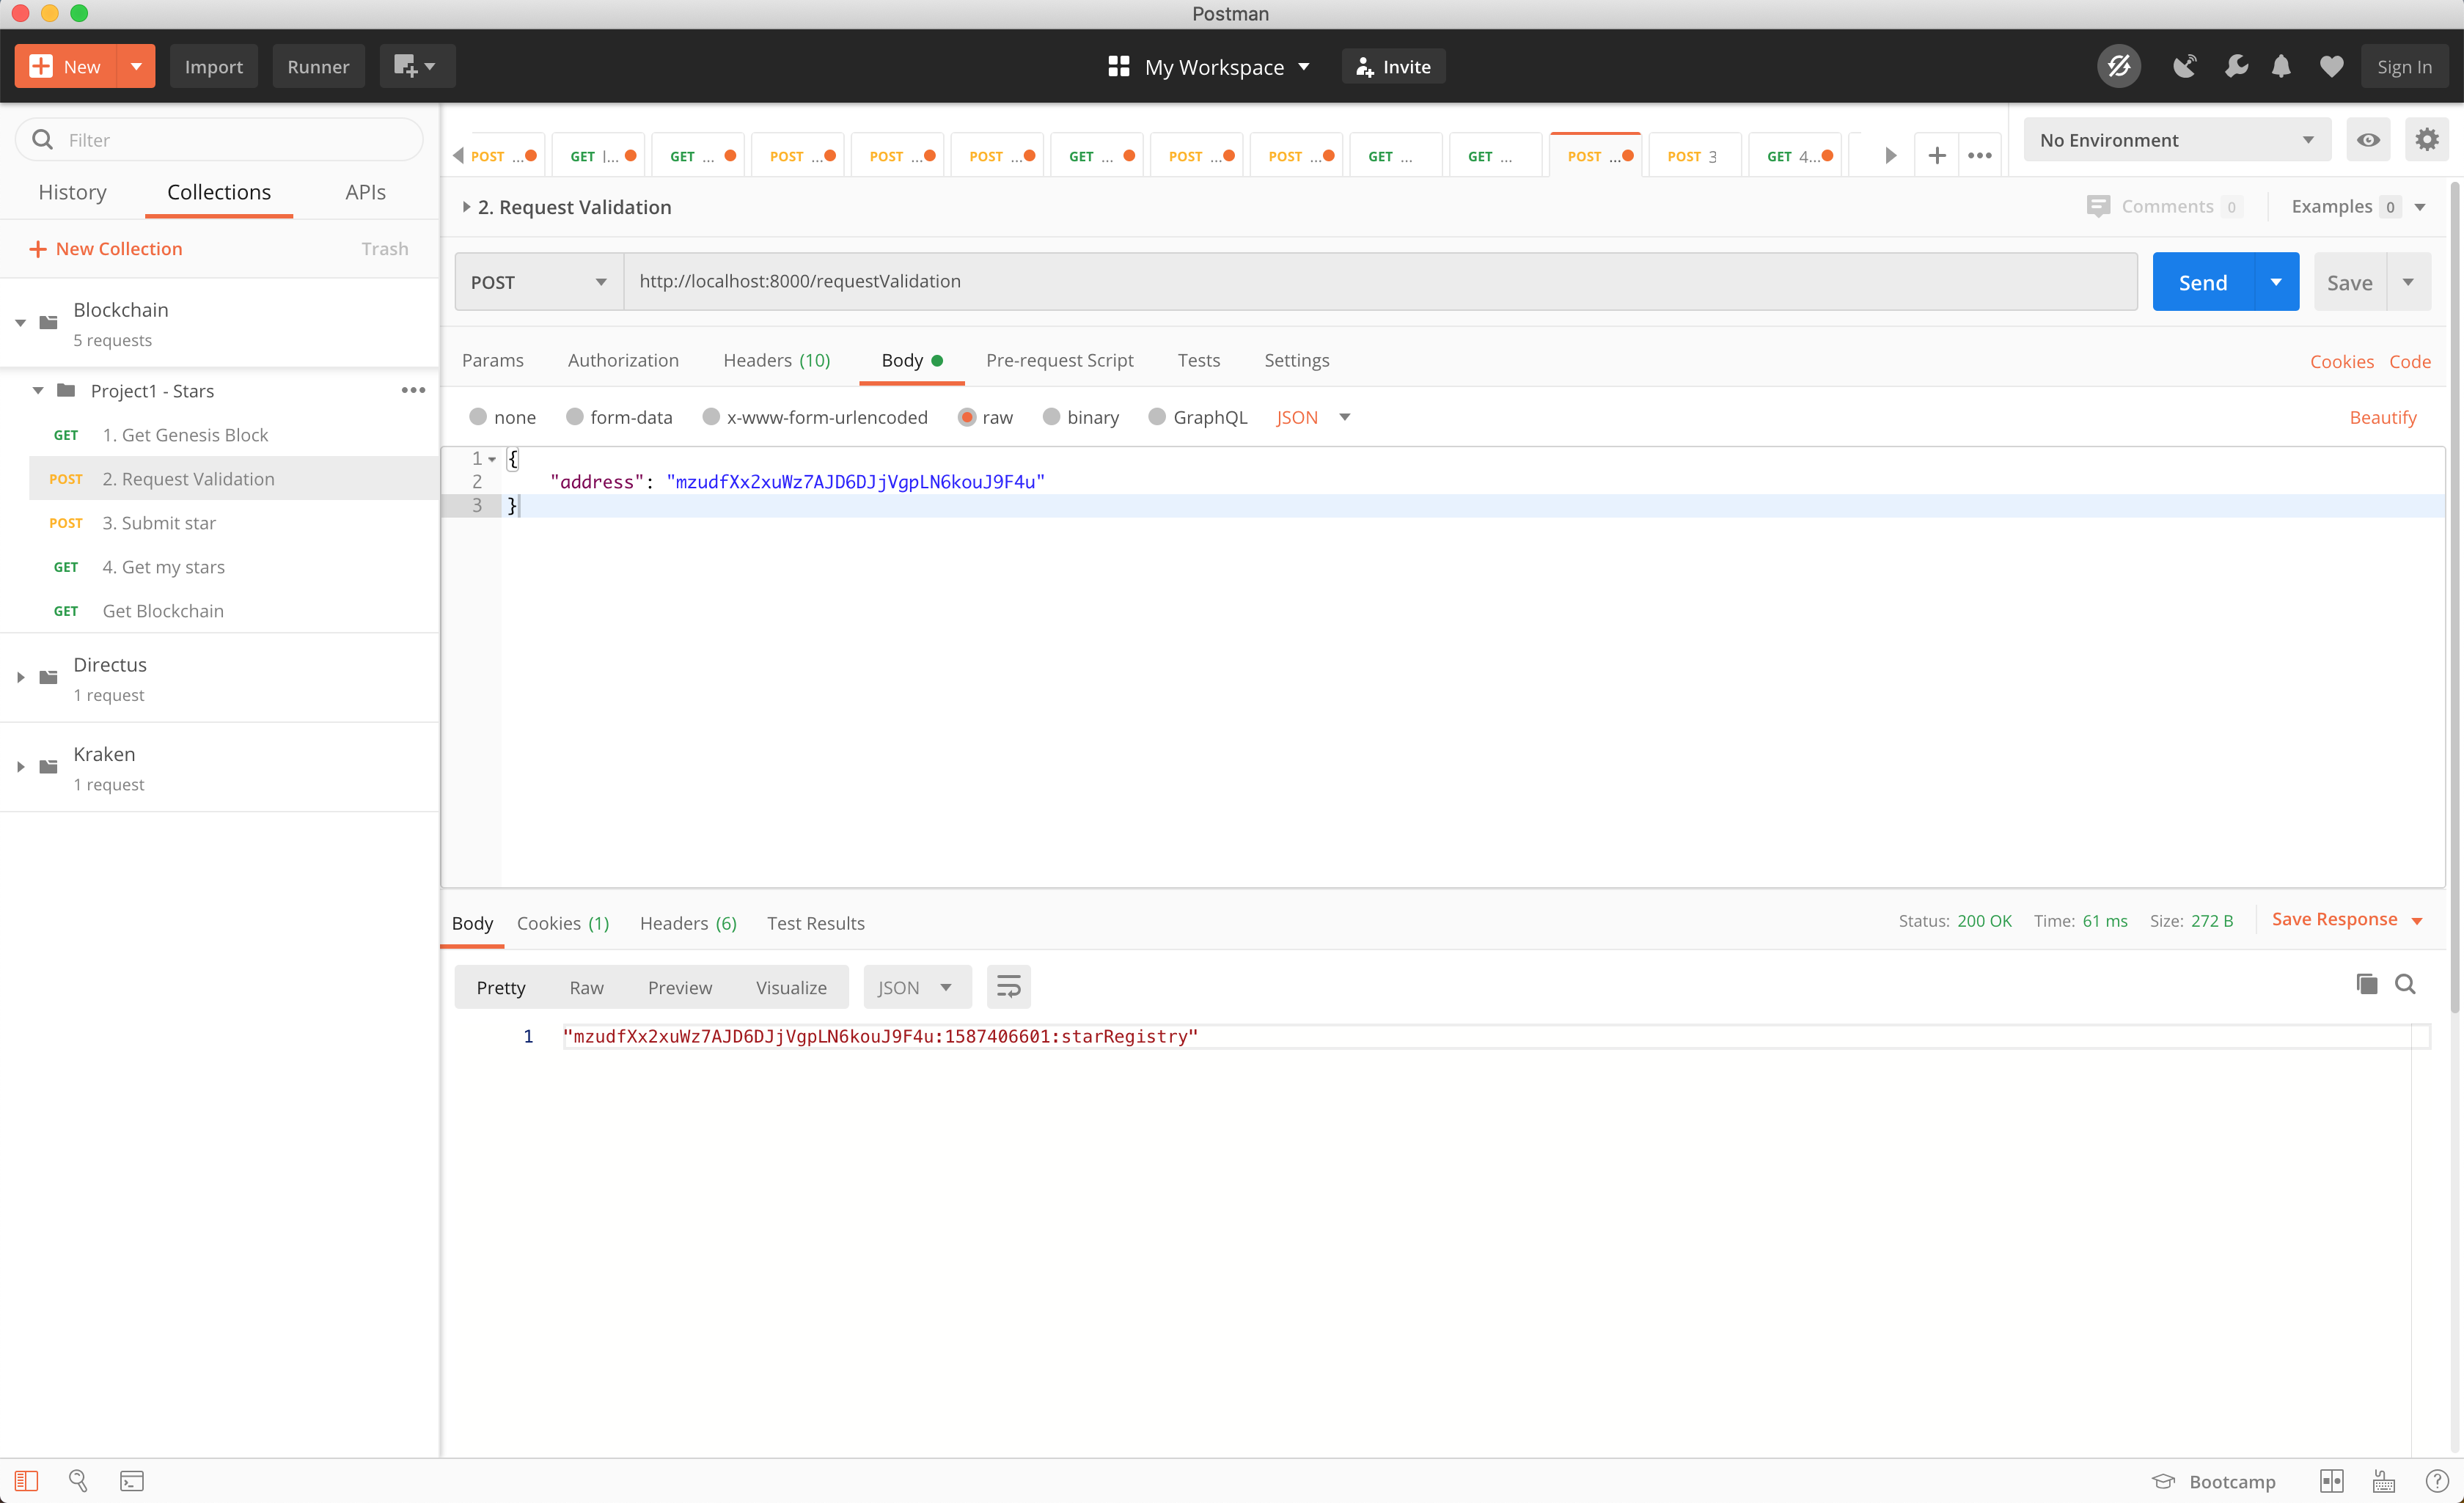 Postman
New
Import
Runner
My Workspace
Invite
Sign In
Filter
History
Collections
APIs
New Collection
Trash
Blockchain
5 requests
Project1 - Stars
GET 1. Get Genesis Block
POST 2. Request Validation
POST 3. Submit star
GET 4. Get my stars
GET Get Blockchain
Directus
1 request
Kraken
1 request
POST ... GET |... GET ... POST ... POST ... POST ... GET ... POST ... POST ... GET ... GET ... POST ... POST 3 GET 4...
No Environment
2. Request Validation
Comments 0
Examples 0
POST
http://localhost:8000/requestValidation
Send
Save
Params Authorization Headers (10) Body Pre-request Script Tests Settings
Cookies Code
none form-data x-www-form-urlencoded raw binary GraphQL JSON
Beautify
1 {
2 "address": "mzudfXx2xuWz7AJD6DJjVgpLN6kouJ9F4u"
3 }
Body Cookies (1) Headers (6) Test Results
Status: 200 OK Time: 61 ms Size: 272 B
Save Response
Pretty Raw Preview Visualize JSON
1 "mzudfXx2xuWz7AJD6DJjVgpLN6kouJ9F4u:1587406601:starRegistry"
Bootcamp